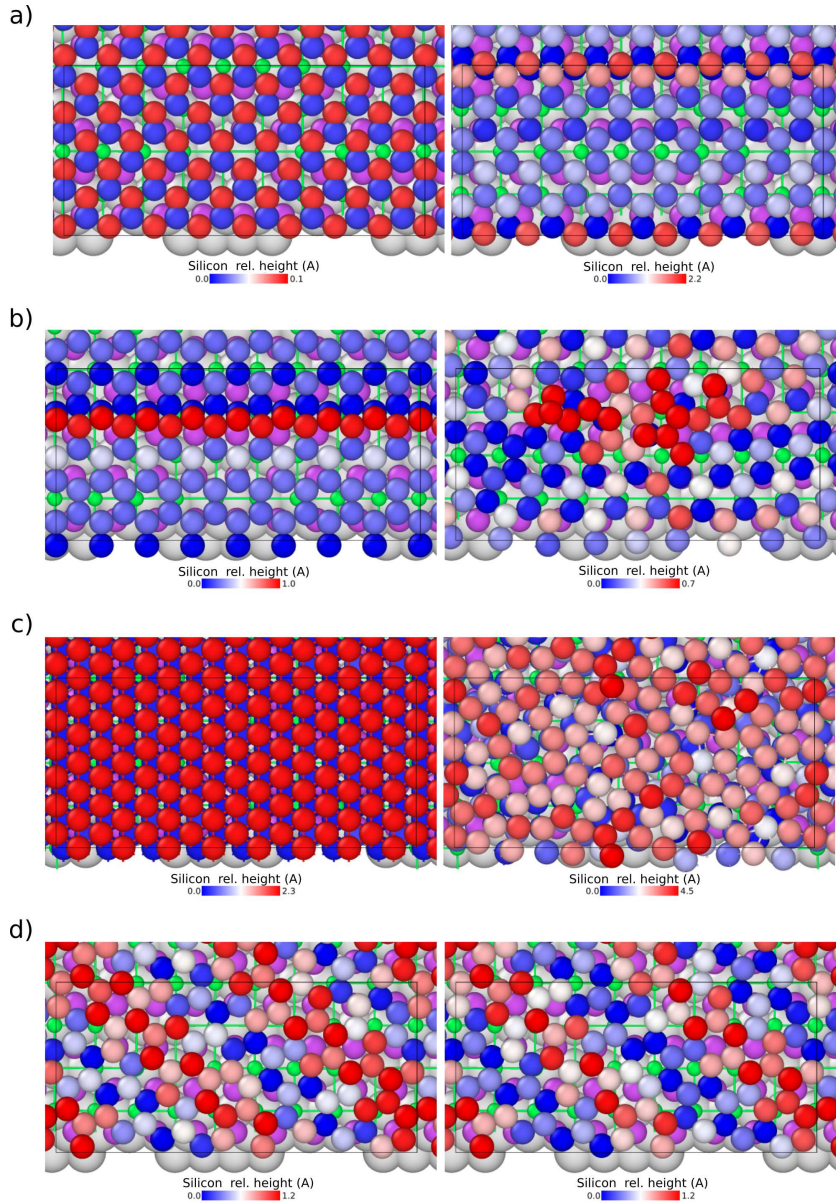 a)
Silicon rel. height (A)
0.0 0.1
Silicon rel. height (A)
0.0 2.2
b)
Silicon rel. height (A)
0.0 1.0
Silicon rel. height (A)
0.0 0.7
c)
Silicon rel. height (A)
0.0 2.3
Silicon rel. height (A)
0.0 4.5
d)
Silicon rel. height (A)
0.0 1.2
Silicon rel. height (A)
0.0 1.2